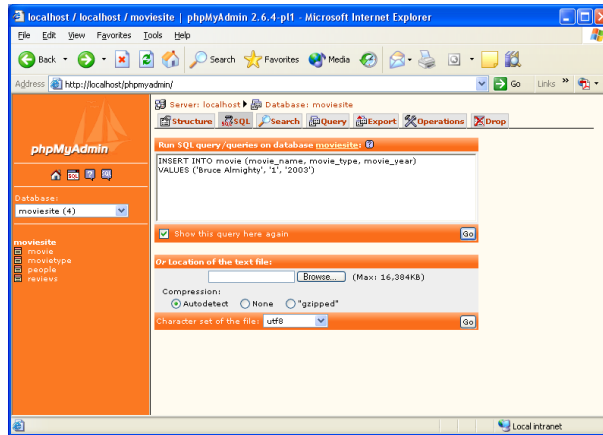 localhost / localhost / moviesite | phpMyAdmin 2.6.4-pl1 - Microsoft Internet Explorer
File Edit View Favorites Tools Help
Back Search Favorites Media
Address http://localhost/phpmyadmin/ Go Links »
Server: localhost Database: moviesite
Structure SQL Search Query Export Operations Drop
phpMyAdmin
Run SQL query/queries on database moviesite:
INSERT INTO movie (movie_name, movie_type, movie_year)
VALUES ('Bruce Almighty', '1', '2003')
Database:
moviesite (4)
Show this query here again Go
moviesite
movie
movietype
people
reviews
Or Location of the text file:
Browse... (Max: 16,384KB)
Compression:
Autodetect None "gzipped"
Character set of the file: utf8 Go
Local intranet